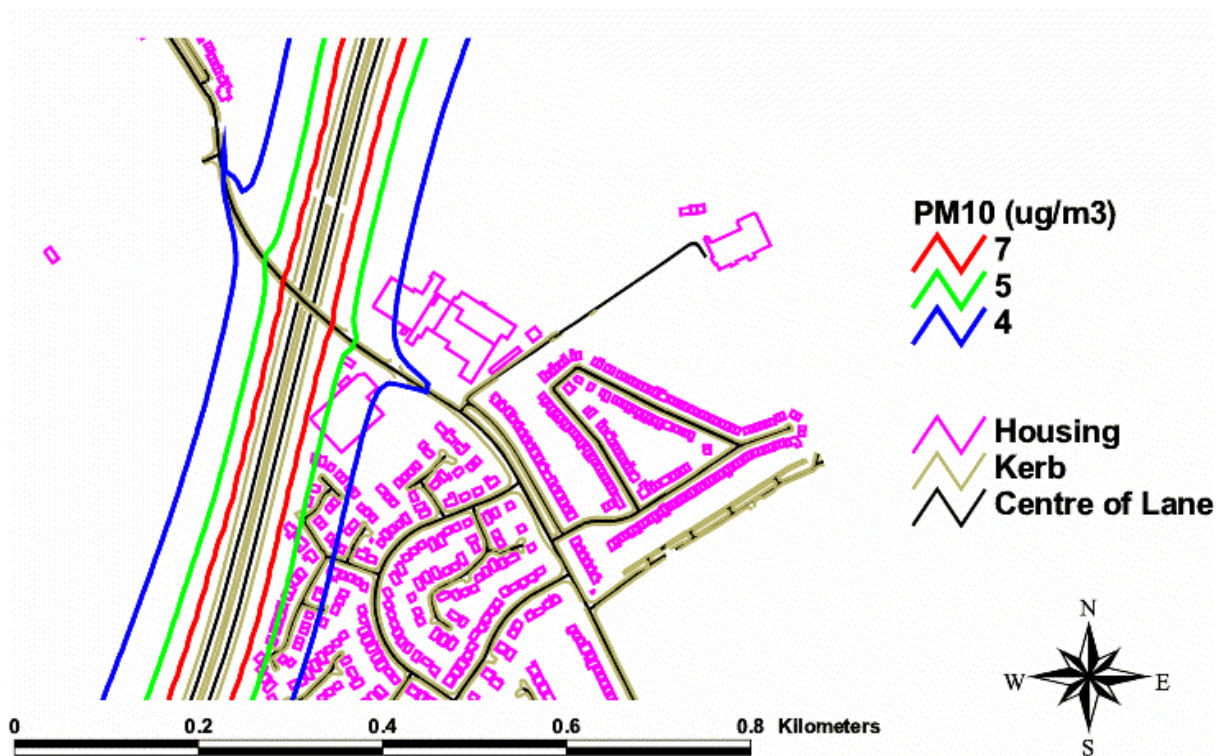 PM10 (ug/m3)
7
5
4
Housing
Kerb
Centre of Lane
N
W E
S
0 0.2 0.4 0.6 0.8 Kilometers